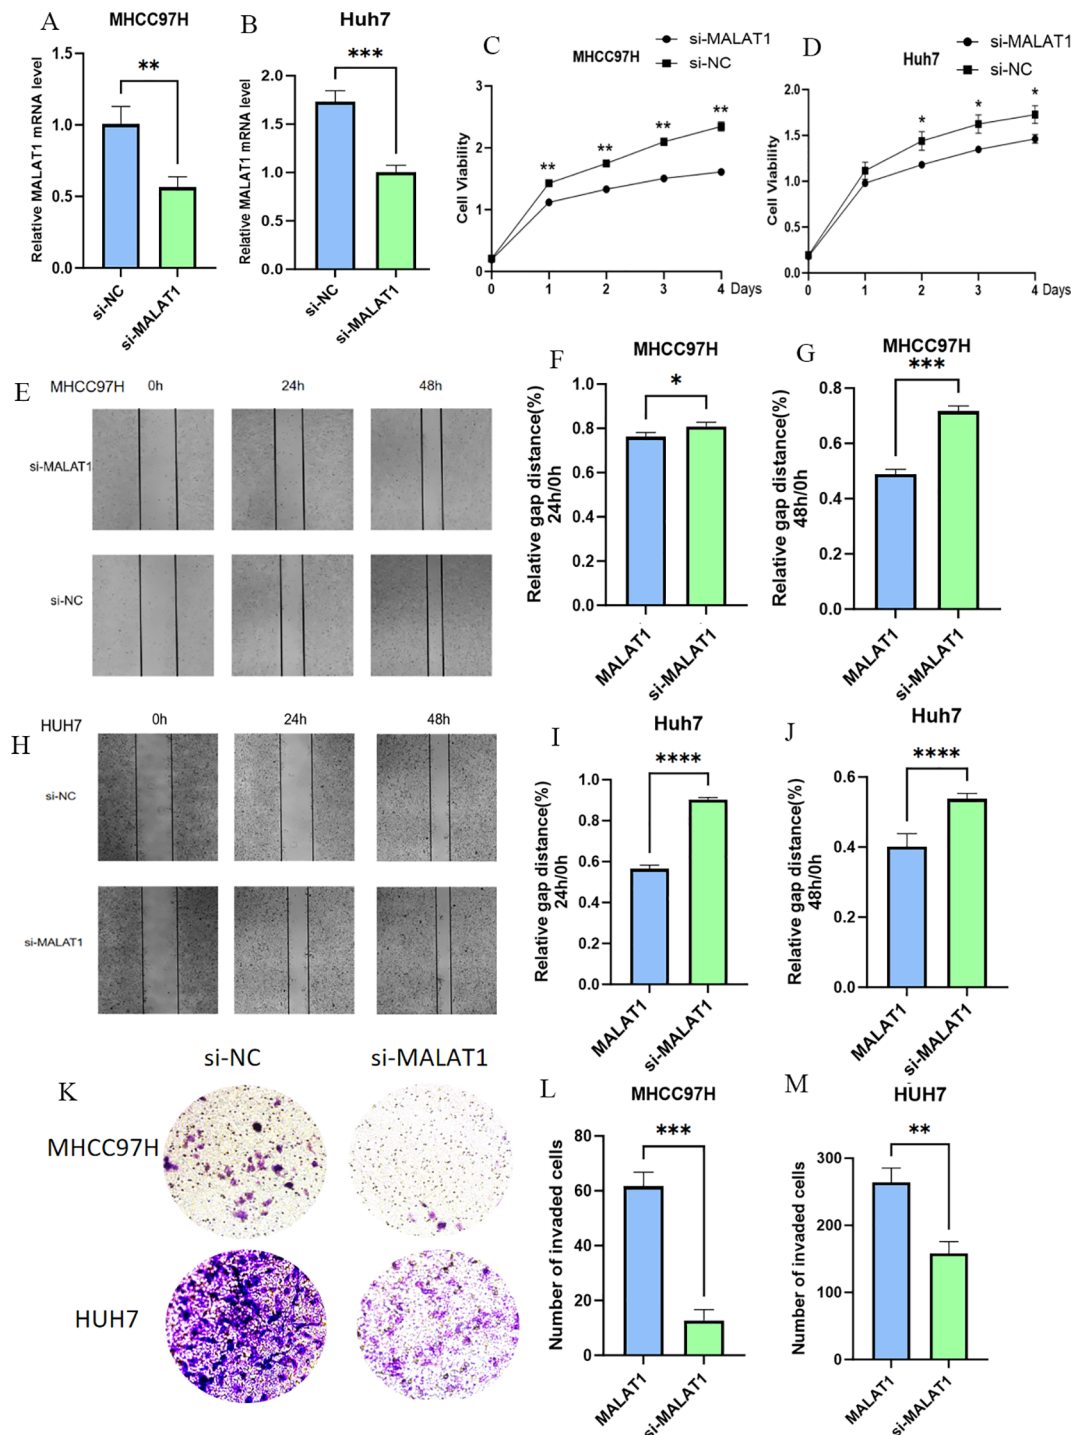 A
MHCC97H
Relative MALAT1 mRNA level
1.5
1.0
0.5
0.0
**
si-NC
si-MALAT1
B
Huh7
Relative MALAT1 mRNA level
2.0
1.5
1.0
0.5
0.0
***
si-NC
si-MALAT1
C
MHCC97H
si-MALAT1
si-NC
Cell Viability
3
2
1
0
** ** ** **
0 1 2 3 4 Days
D
Huh7
si-MALAT1
si-NC
Cell Viability
2.0
1.5
1.0
0.5
0.0
* * *
0 1 2 3 4 Days
E
MHCC97H 0h 24h 48h
si-MALAT1
si-NC
F
MHCC97H
Relative gap distance(%)
24h/0h
1.0
0.8
0.6
0.4
0.2
0.0
*
MALAT1
si-MALAT1
G
MHCC97H
Relative gap distance(%)
48h/0h
0.8
0.6
0.4
0.2
0.0
***
MALAT1
si-MALAT1
H
HUH7 0h 24h 48h
si-NC
si-MALAT1
I
Huh7
Relative gap distance(%)
24h/0h
1.0
0.8
0.6
0.4
0.2
0.0
****
MALAT1
si-MALAT1
J
Huh7
Relative gap distance(%)
48h/0h
0.6
0.4
0.2
0.0
****
MALAT1
si-MALAT1
K
si-NC si-MALAT1
MHCC97H
HUH7
L
MHCC97H
Number of invaded cells
80
60
40
20
0
***
MALAT1
si-MALAT1
M
HUH7
Number of invaded cells
300
200
100
0
**
MALAT1
si-MALAT1